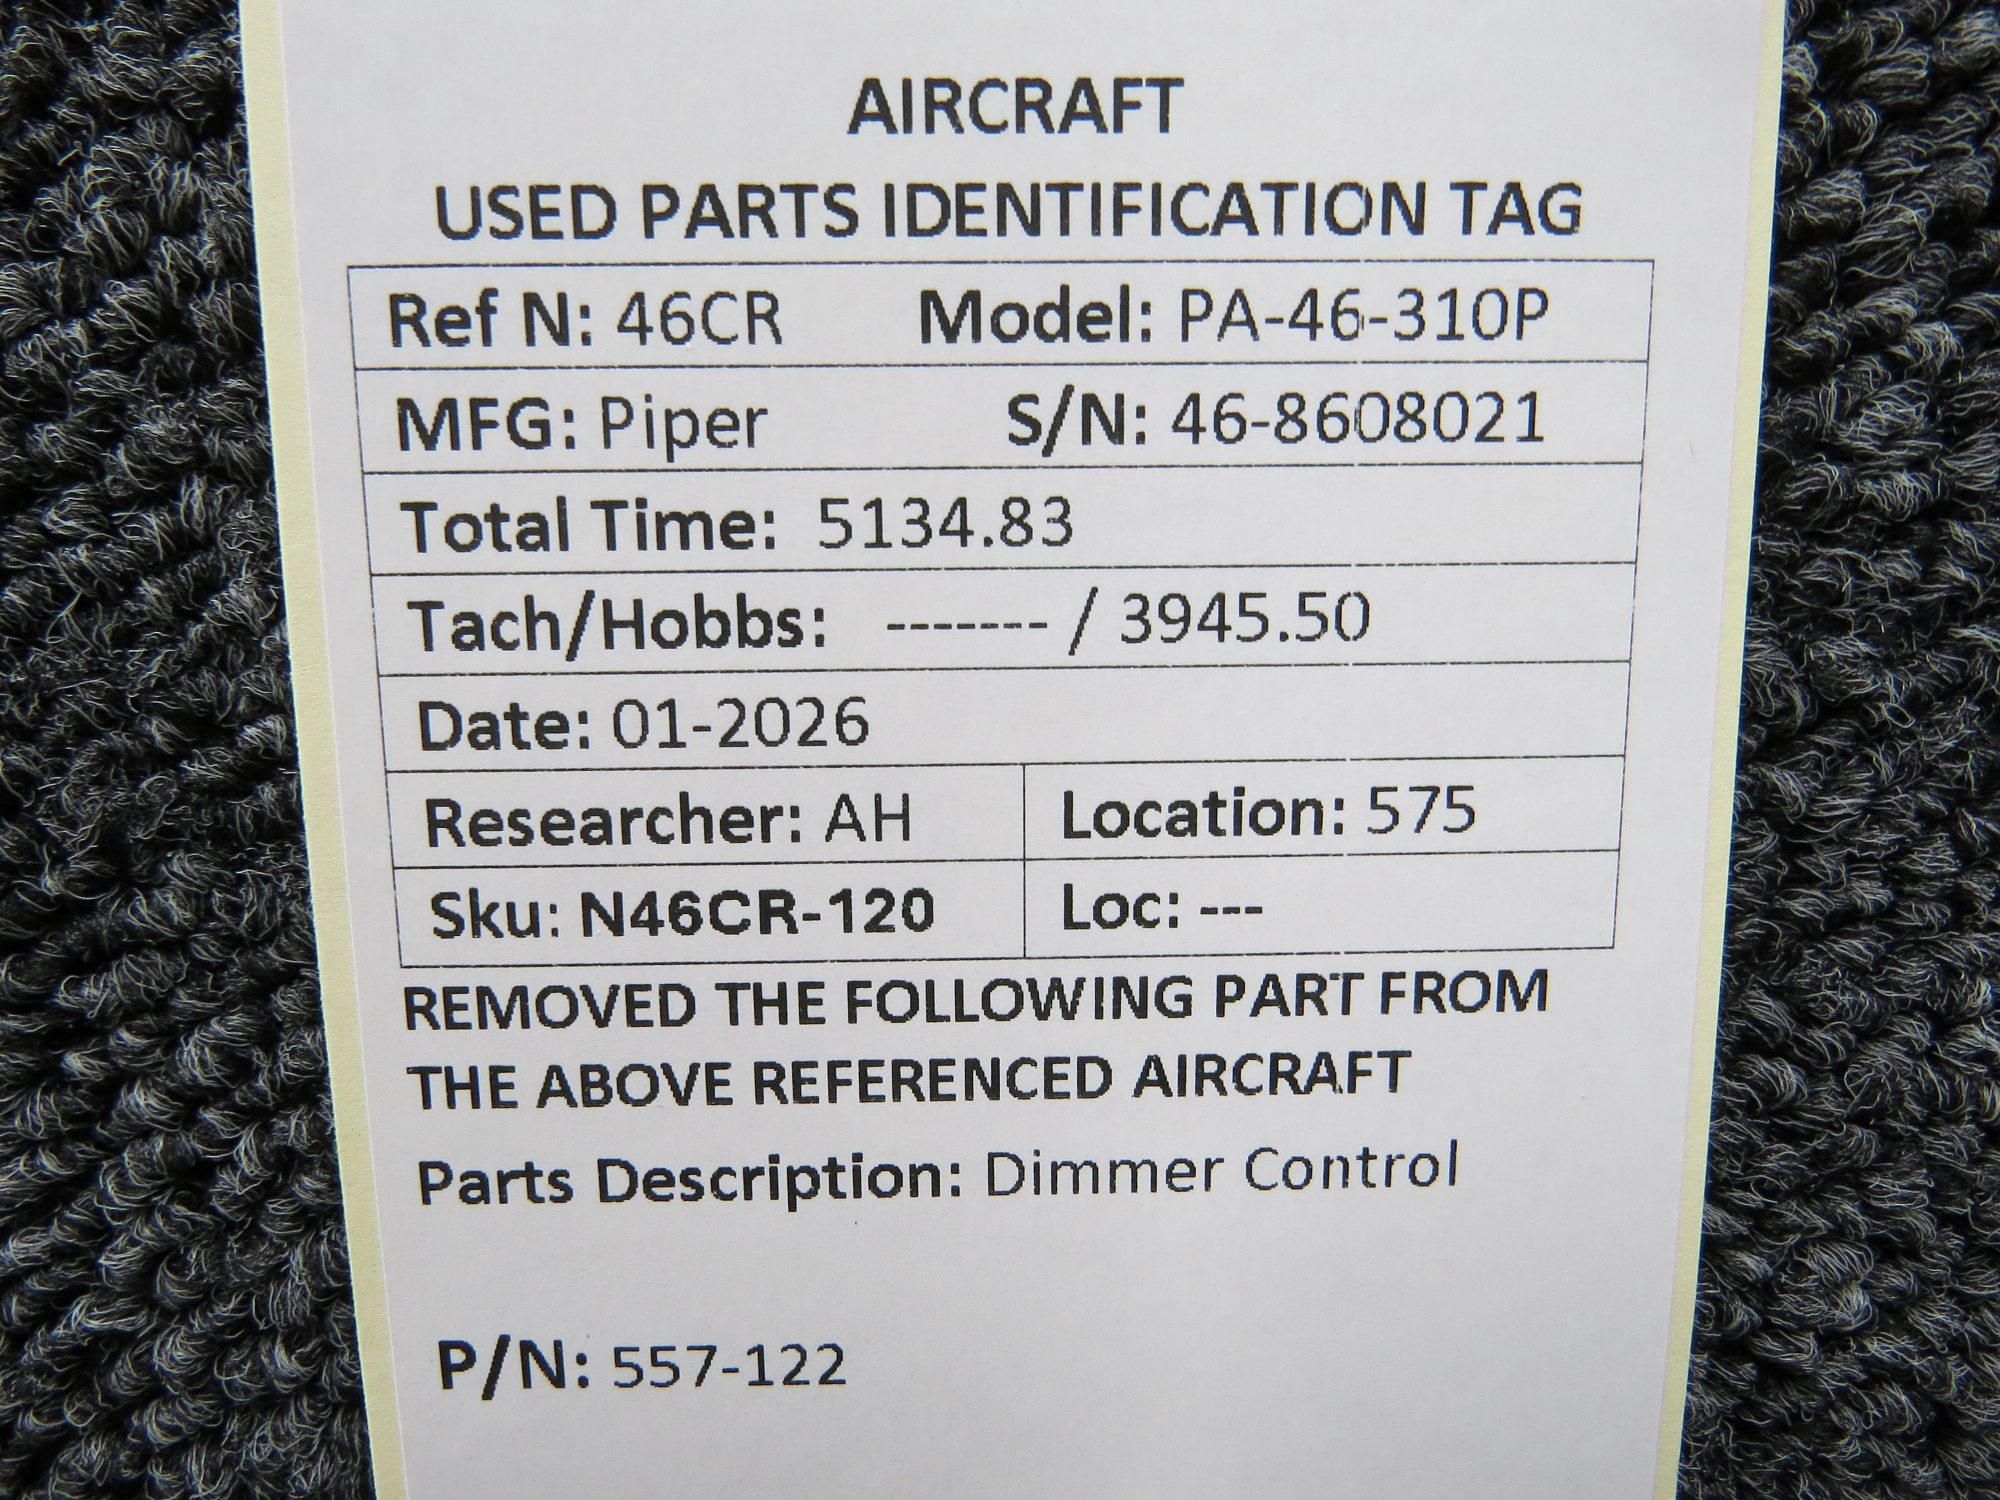 AIRCRAFT
USED PARTS IDENTIFICATION TAG
Ref N: 46CR Model: PA-46-310P
MFG: Piper S/N: 46-8608021
Total Time: 5134.83
Tach/Hobbs: ------- / 3945.50
Date: 01-2026
Researcher: AH Location: 575
Sku: N46CR-120 Loc: ---
REMOVED THE FOLLOWING PART FROM
THE ABOVE REFERENCED AIRCRAFT
Parts Description: Dimmer Control
P/N: 557-122